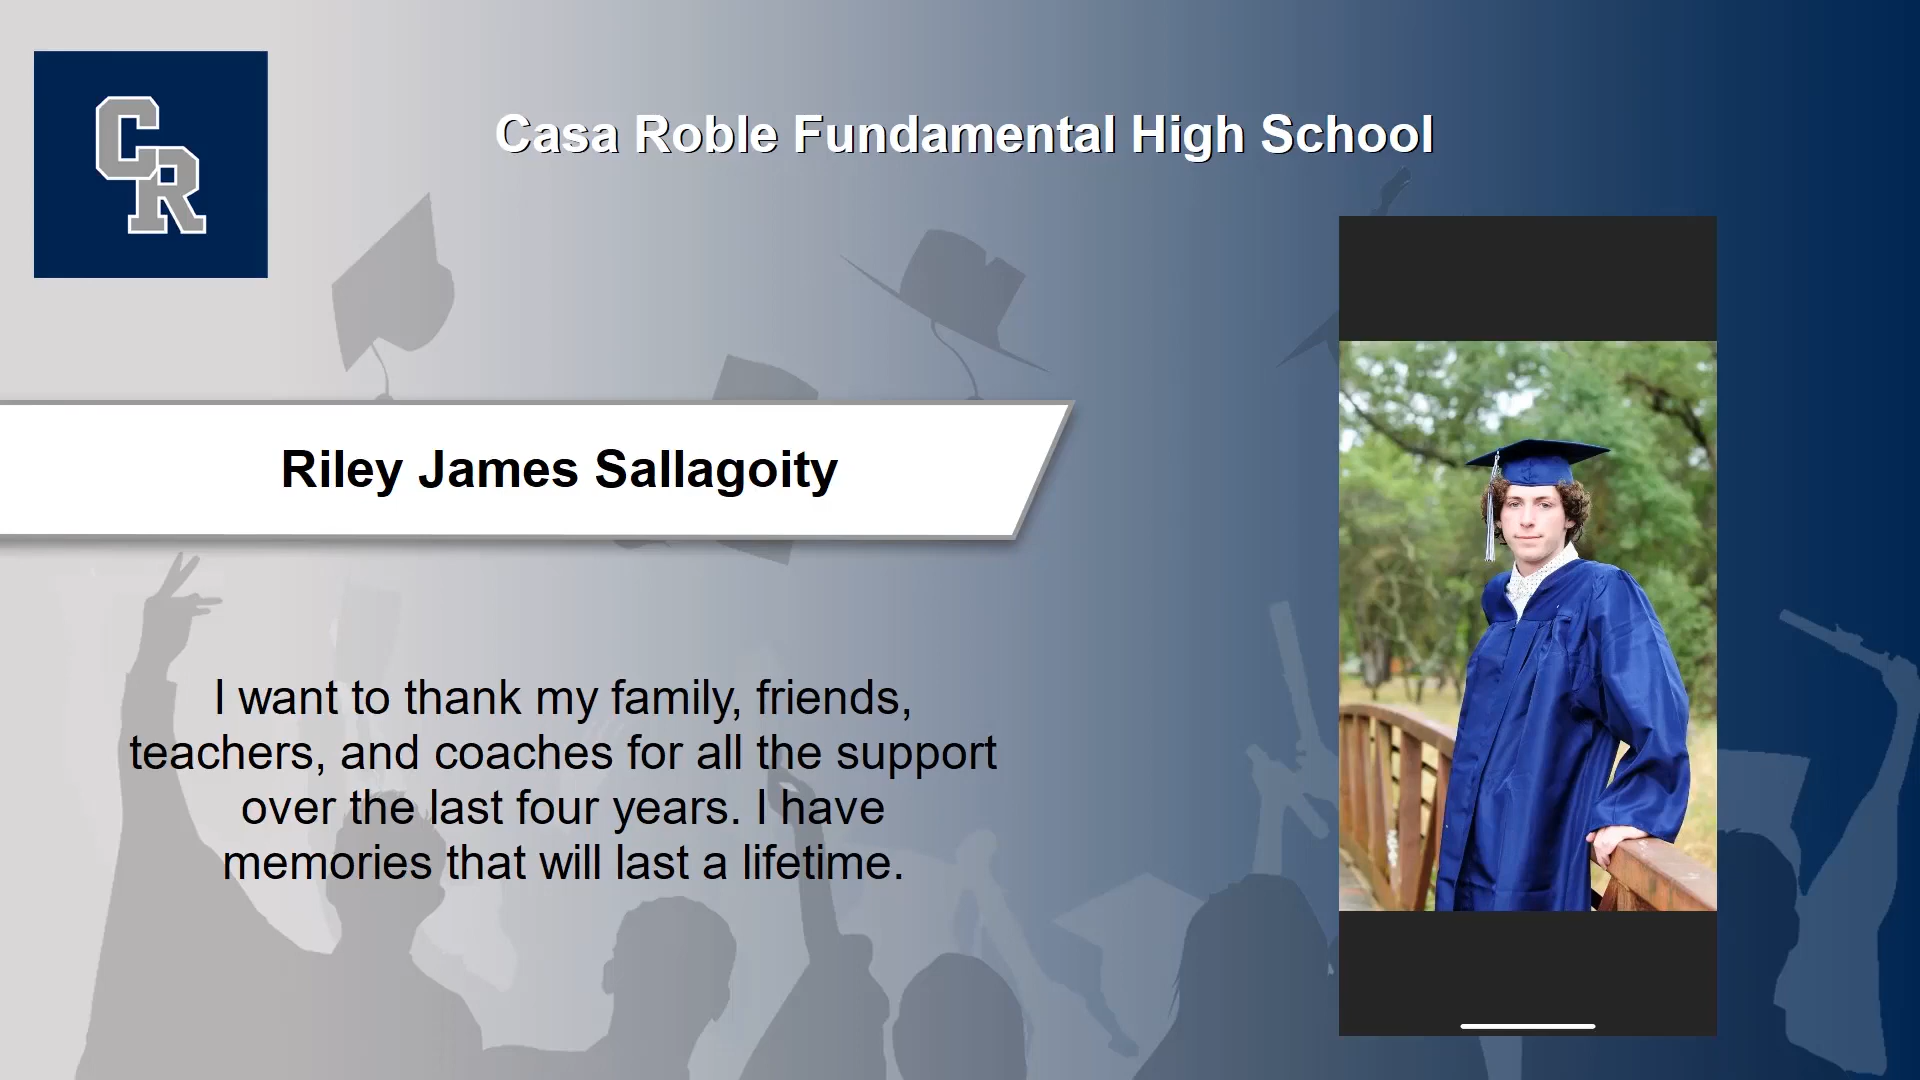 CR
Casa Roble Fundamental High School
Riley James Sallagoity
I want to thank my family, friends,
teachers, and coaches for all the support
over the last four years. I have
memories that will last a lifetime.